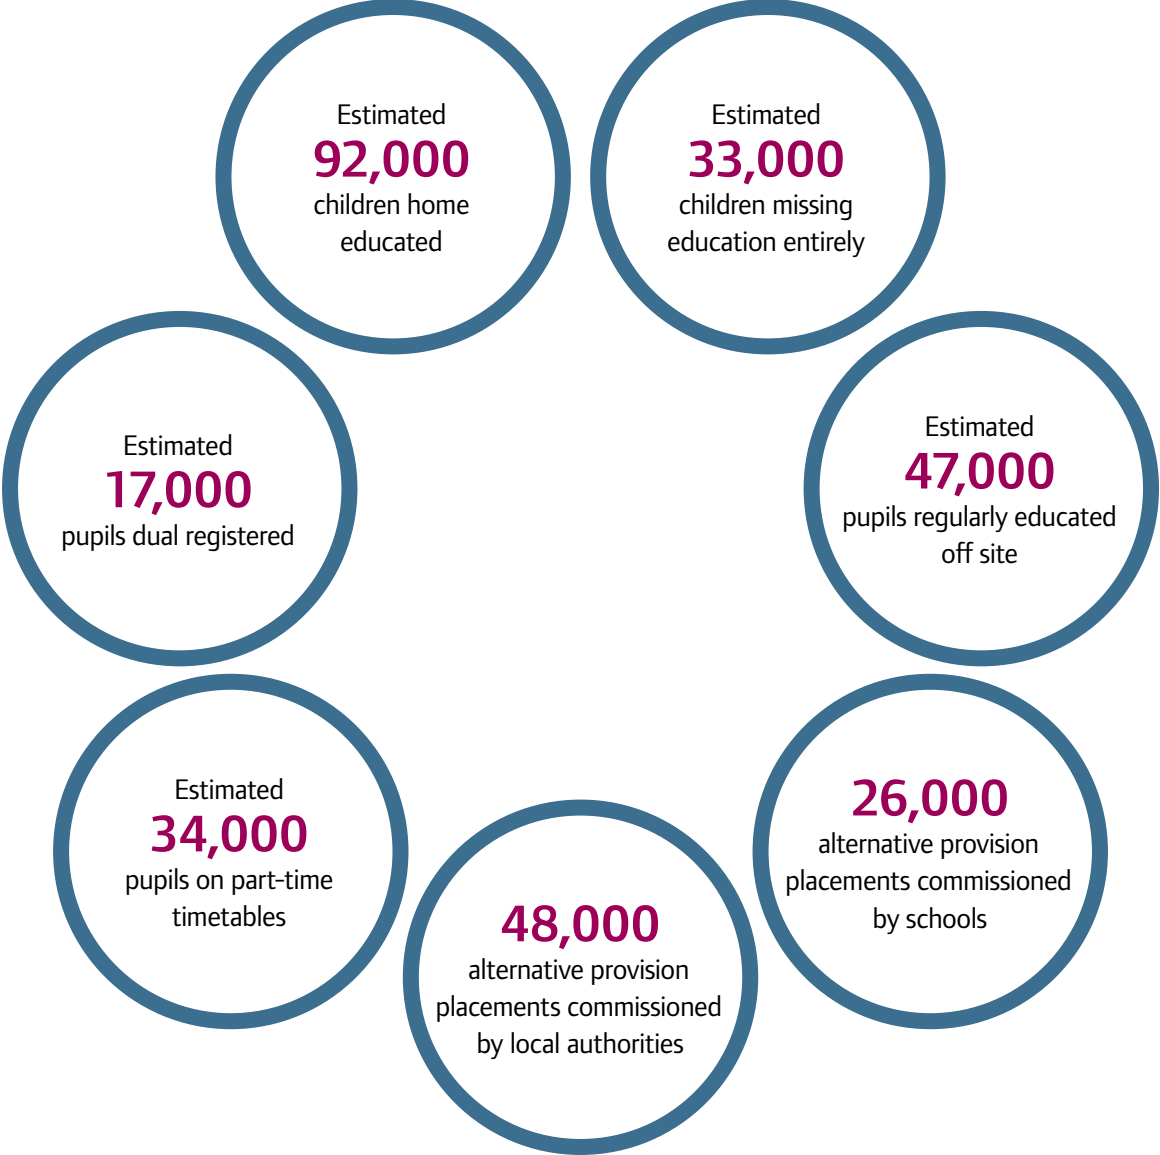 Estimated
92,000
children home
educated
Estimated
33,000
children missing
education entirely
Estimated
17,000
pupils dual registered
Estimated
47,000
pupils regularly educated
off site
Estimated
34,000
pupils on part-time
timetables
48,000
alternative provision
placements commissioned
by local authorities
26,000
alternative provision
placements commissioned
by schools